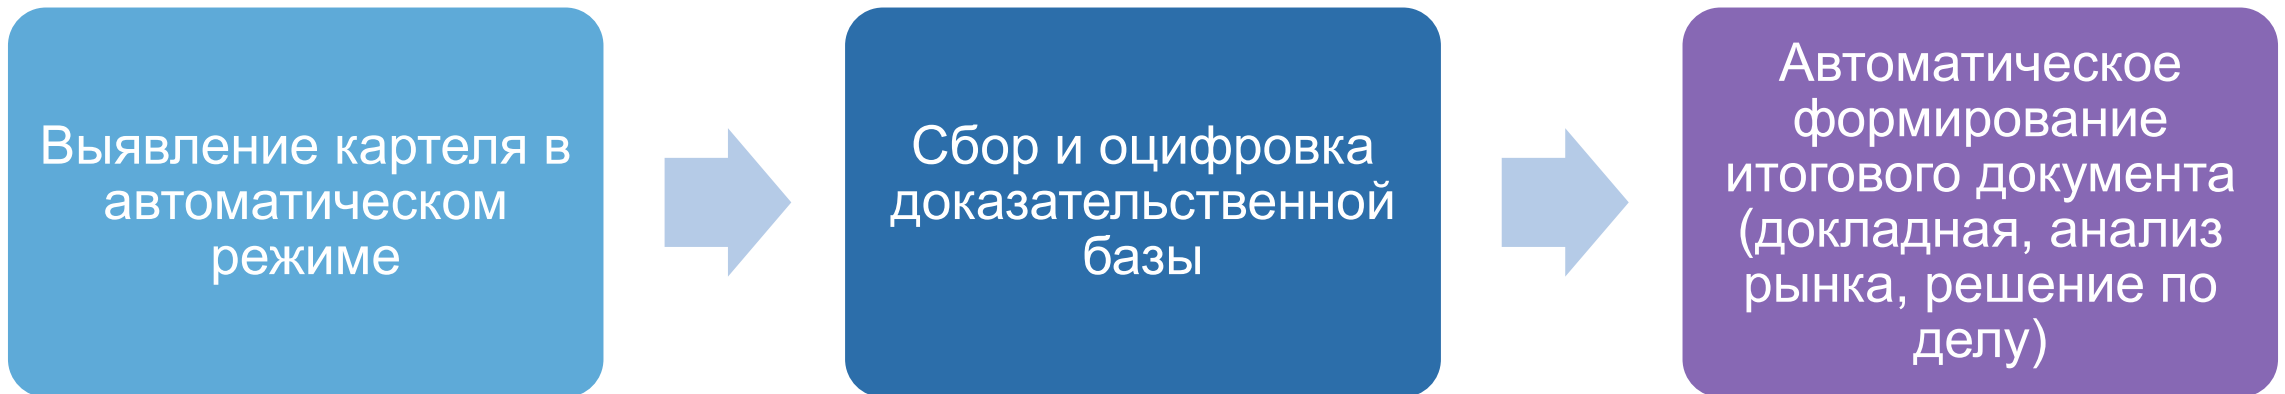 Выявление картеля в
автоматическом
режиме
Сбор и оцифровка
доказательственной
базы
Автоматическое
формирование
итогового документа
(докладная, анализ
рынка, решение по
делу)